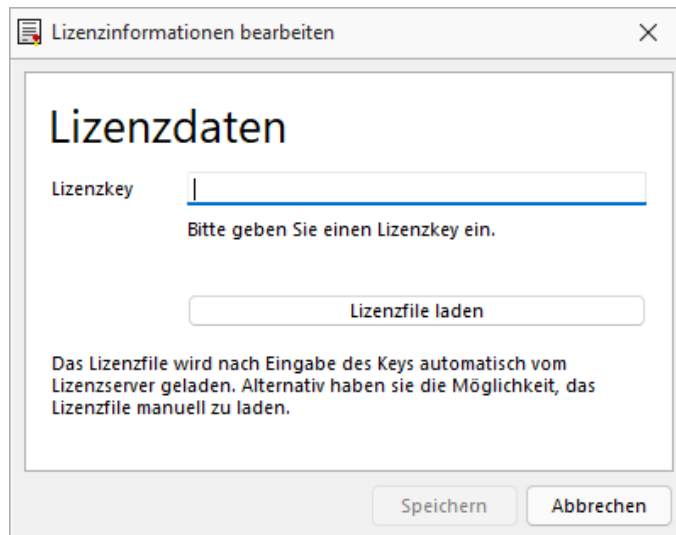 Lizenzinformationen bearbeiten
Lizenzdaten
Lizenzkey
Bitte geben Sie einen Lizenzkey ein.
Lizenzfile laden
Das Lizenzfile wird nach Eingabe des Keys automatisch vom
Lizenzserver geladen. Alternativ haben sie die Möglichkeit, das
Lizenzfile manuell zu laden.
Speichern
Abbrechen